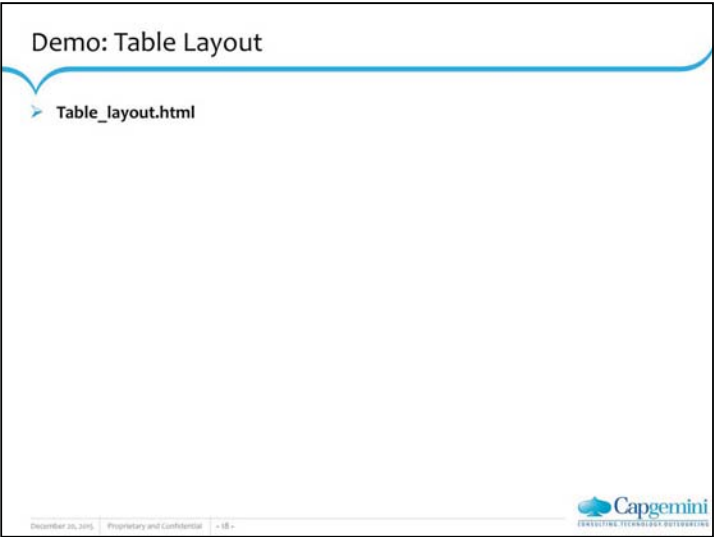 Demo: Table Layout
Table_layout.html
December 20, 2015 Proprietary and Confidential - 18 -
Capgemini
CONSULTING.TECHNOLOGY.OUTSOURCING